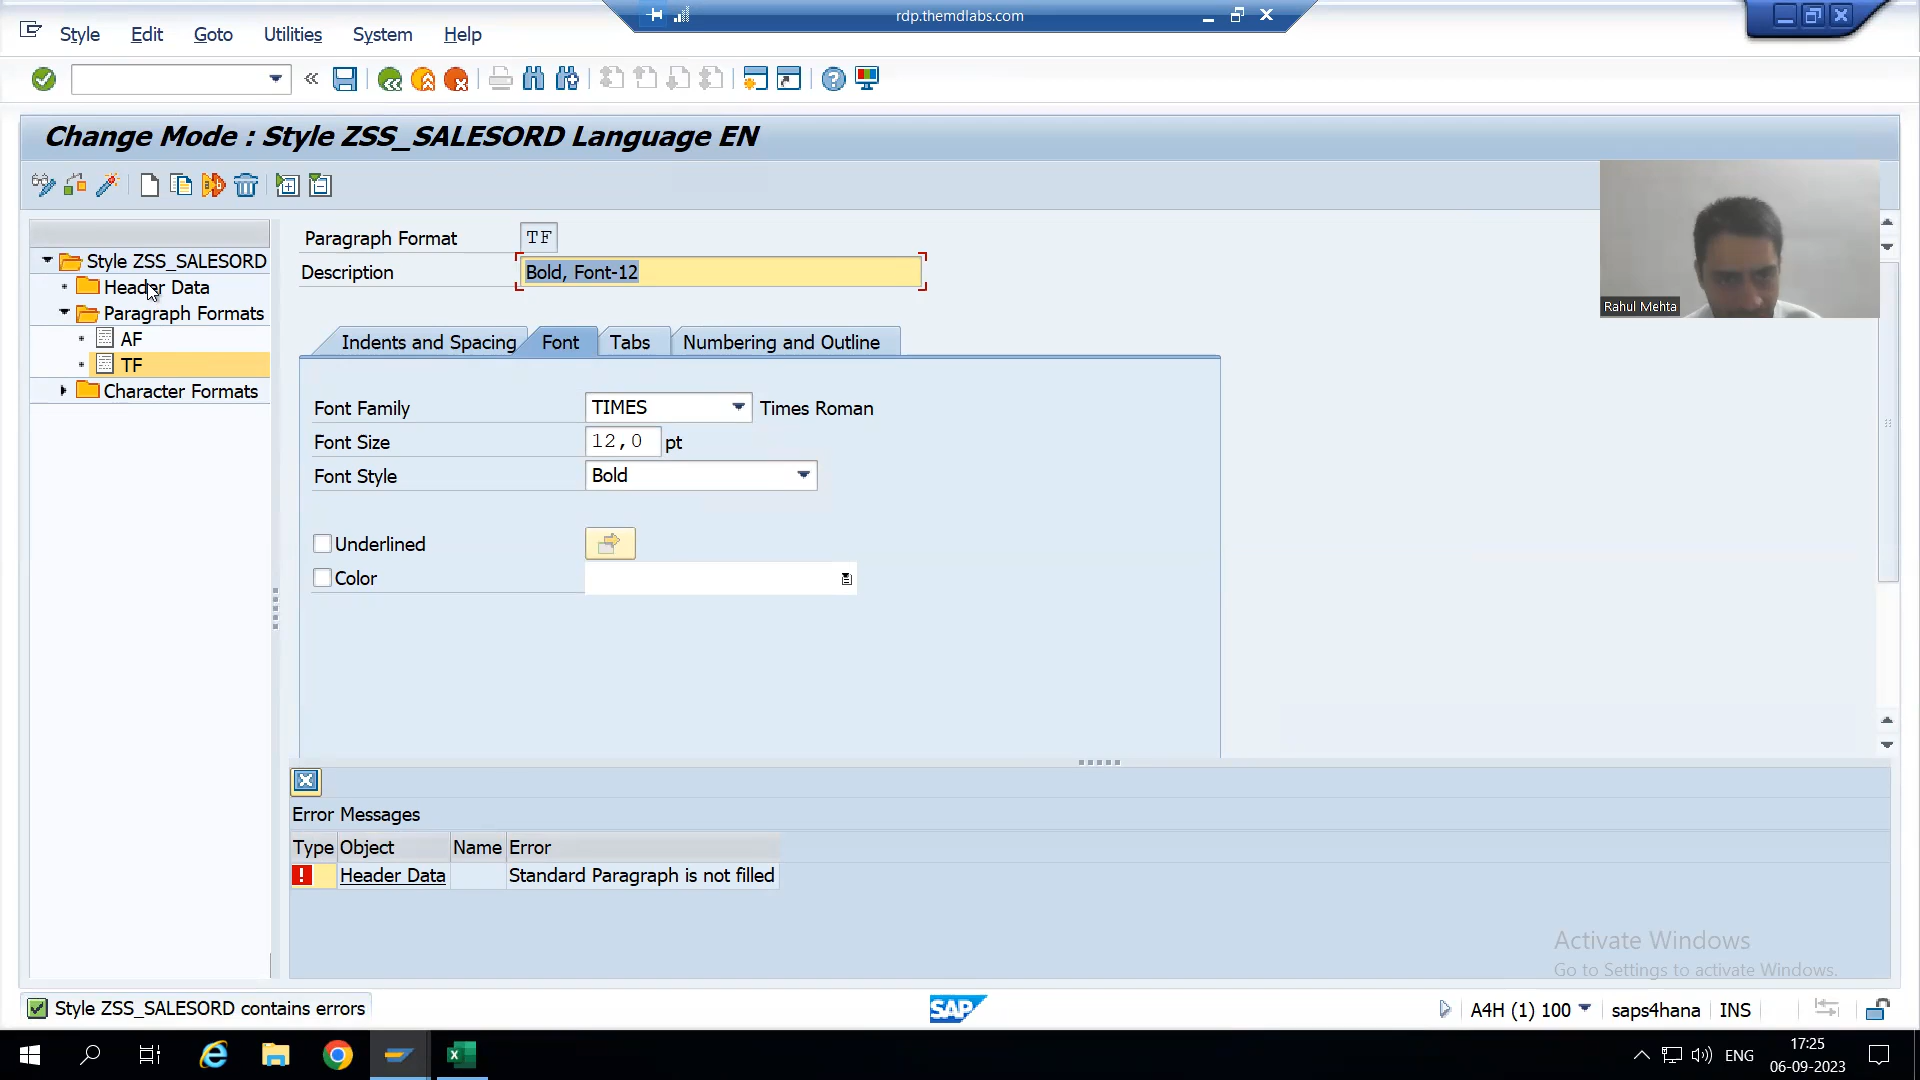 rdp.themdlabs.com
Style Edit Goto Utilities System Help
Change Mode : Style ZSS_SALESORD Language EN
Style ZSS_SALESORD
Header Data
Paragraph Formats
AF
TF
Character Formats
Paragraph Format TF
Description Bold, Font-12
Indents and Spacing Font Tabs Numbering and Outline
Font Family TIMES Times Roman
Font Size 12,0 pt
Font Style Bold
Underlined
Color
Rahul Mehta
Error Messages
Type Object Name Error
! Header Data Standard Paragraph is not filled
Activate Windows
Go to Settings to activate Windows.
Style ZSS_SALESORD contains errors
SAP
A4H (1) 100 saps4hana INS
ENG
17:25
06-09-2023